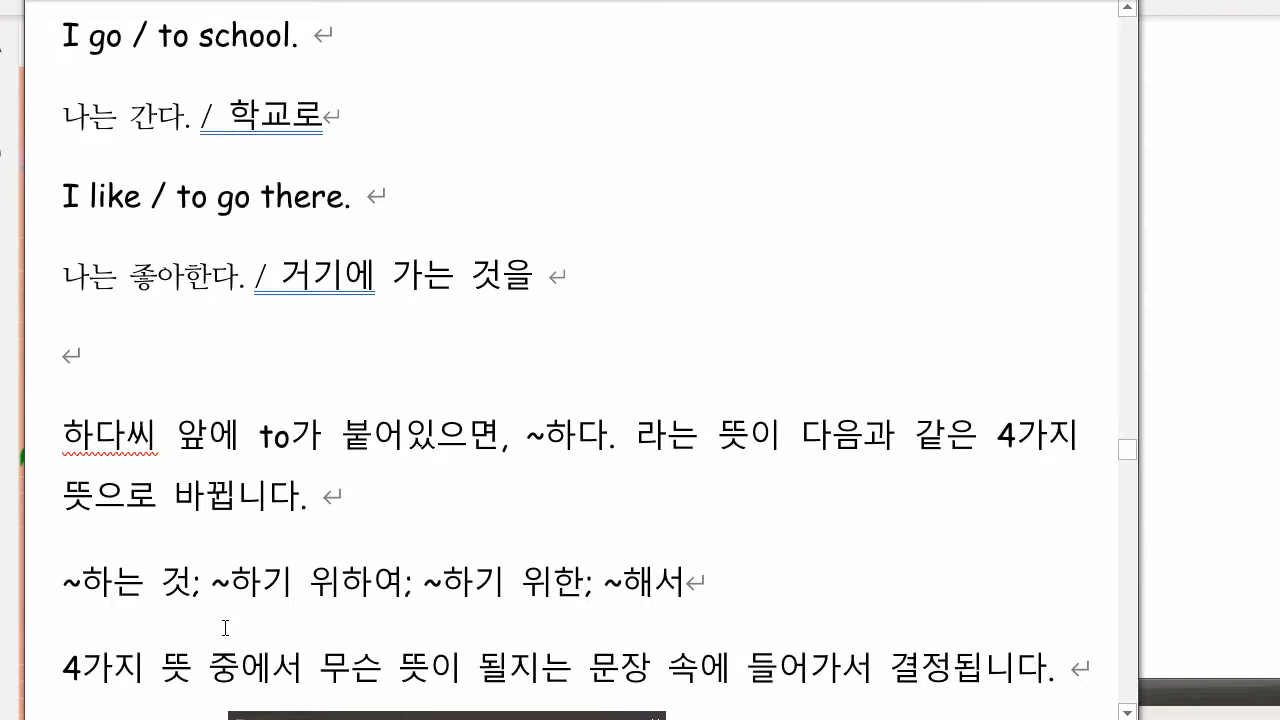 I go / to school.
나는 간다. / 학교로
I like / to go there.
나는 좋아한다. / 거기에 가는 것을
하다씨 앞에 to가 붙어있으면, ~하다. 라는 뜻이 다음과 같은 4가지
뜻으로 바뀝니다.
~하는 것; ~하기 위하여; ~하기 위한; ~해서
4가지 뜻 중에서 무슨 뜻이 될지는 문장 속에 들어가서 결정됩니다.